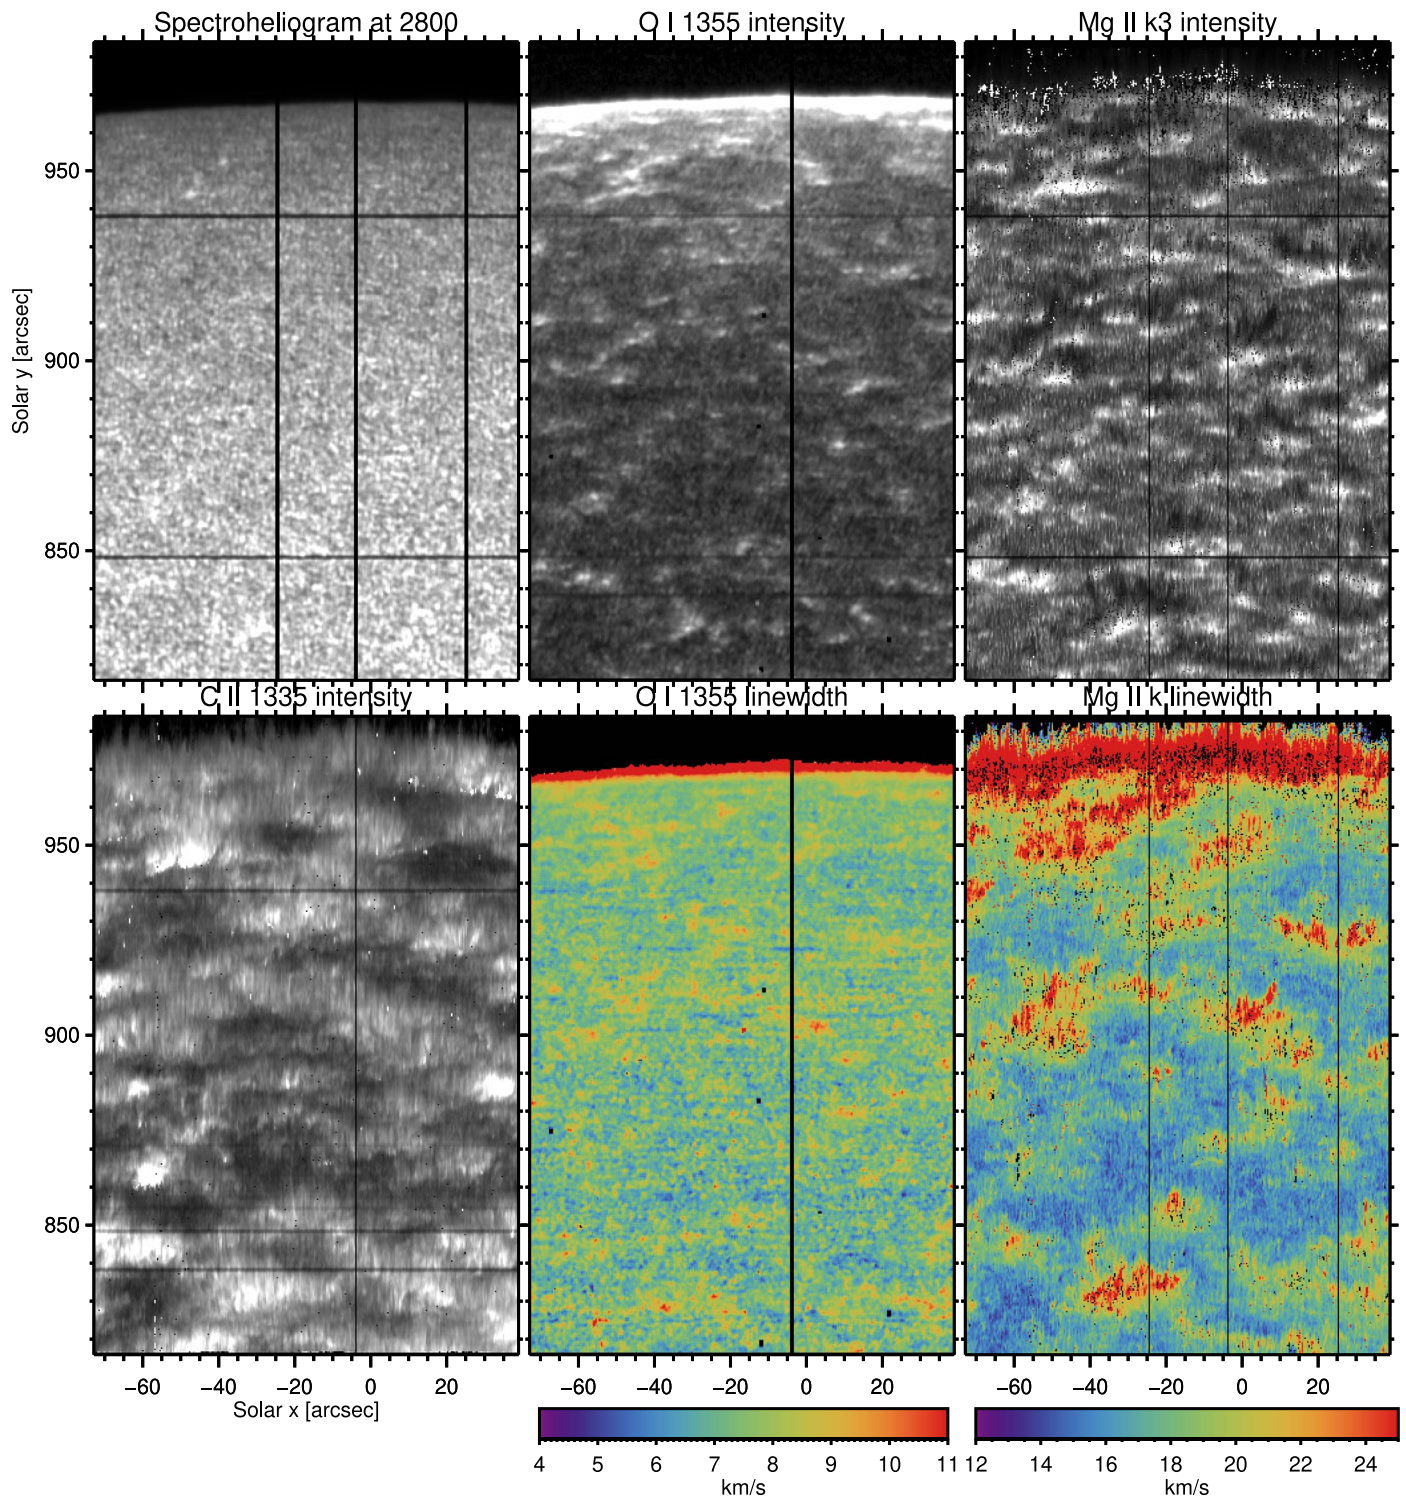 Spectroheliogram at 2800
O I 1355 intensity
Mg II k3 intensity
950
900
850
Solar y [arcsec]
C II 1335 intensity
O I 1355 linewidth
Mg II k linewidth
950
900
850
−60 −40 −20 0 20
−60 −40 −20 0 20
−60 −40 −20 0 20
Solar x [arcsec]
4 5 6 7 8 9 10 11
12 14 16 18 20 22 24
km/s
km/s